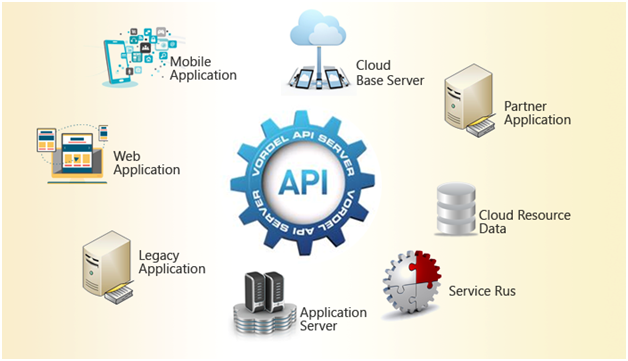 Mobile
Application
Cloud
Base Server
Partner
Application
Web
Application
VORDEL API SERVER
API
VORDEL API SERVER
Cloud Resource
Data
Legacy
Application
Service Rus
Application
Server